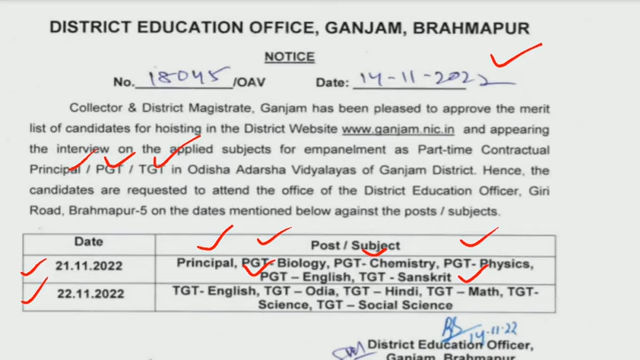 DISTRICT EDUCATION OFFICE, GANJAM, BRAHMAPUR
NOTICE
No. 18045/OAV Date: 14-11-2022
Collector & District Magistrate, Ganjam has been pleased to approve the merit
list of candidates for hoisting in the District Website www.ganjam.nic.in and appearing
the interview on the applied subjects for empanelment as Part-time Contractual
Principal / PGT / TGT in Odisha Adarsha Vidyalayas of Ganjam District. Hence, the
candidates are requested to attend the office of the District Education Officer, Giri
Road, Brahmapur-5 on the dates mentioned below against the posts / subjects.
Date Post / Subject
21.11.2022 Principal, PGT- Biology, PGT- Chemistry, PGT- Physics,
PGT – English, TGT - Sanskrit
22.11.2022 TGT- English, TGT – Odia, TGT – Hindi, TGT – Math, TGT-
Science, TGT – Social Science
14-11-22
District Education Officer,
Ganjam, Brahmapur